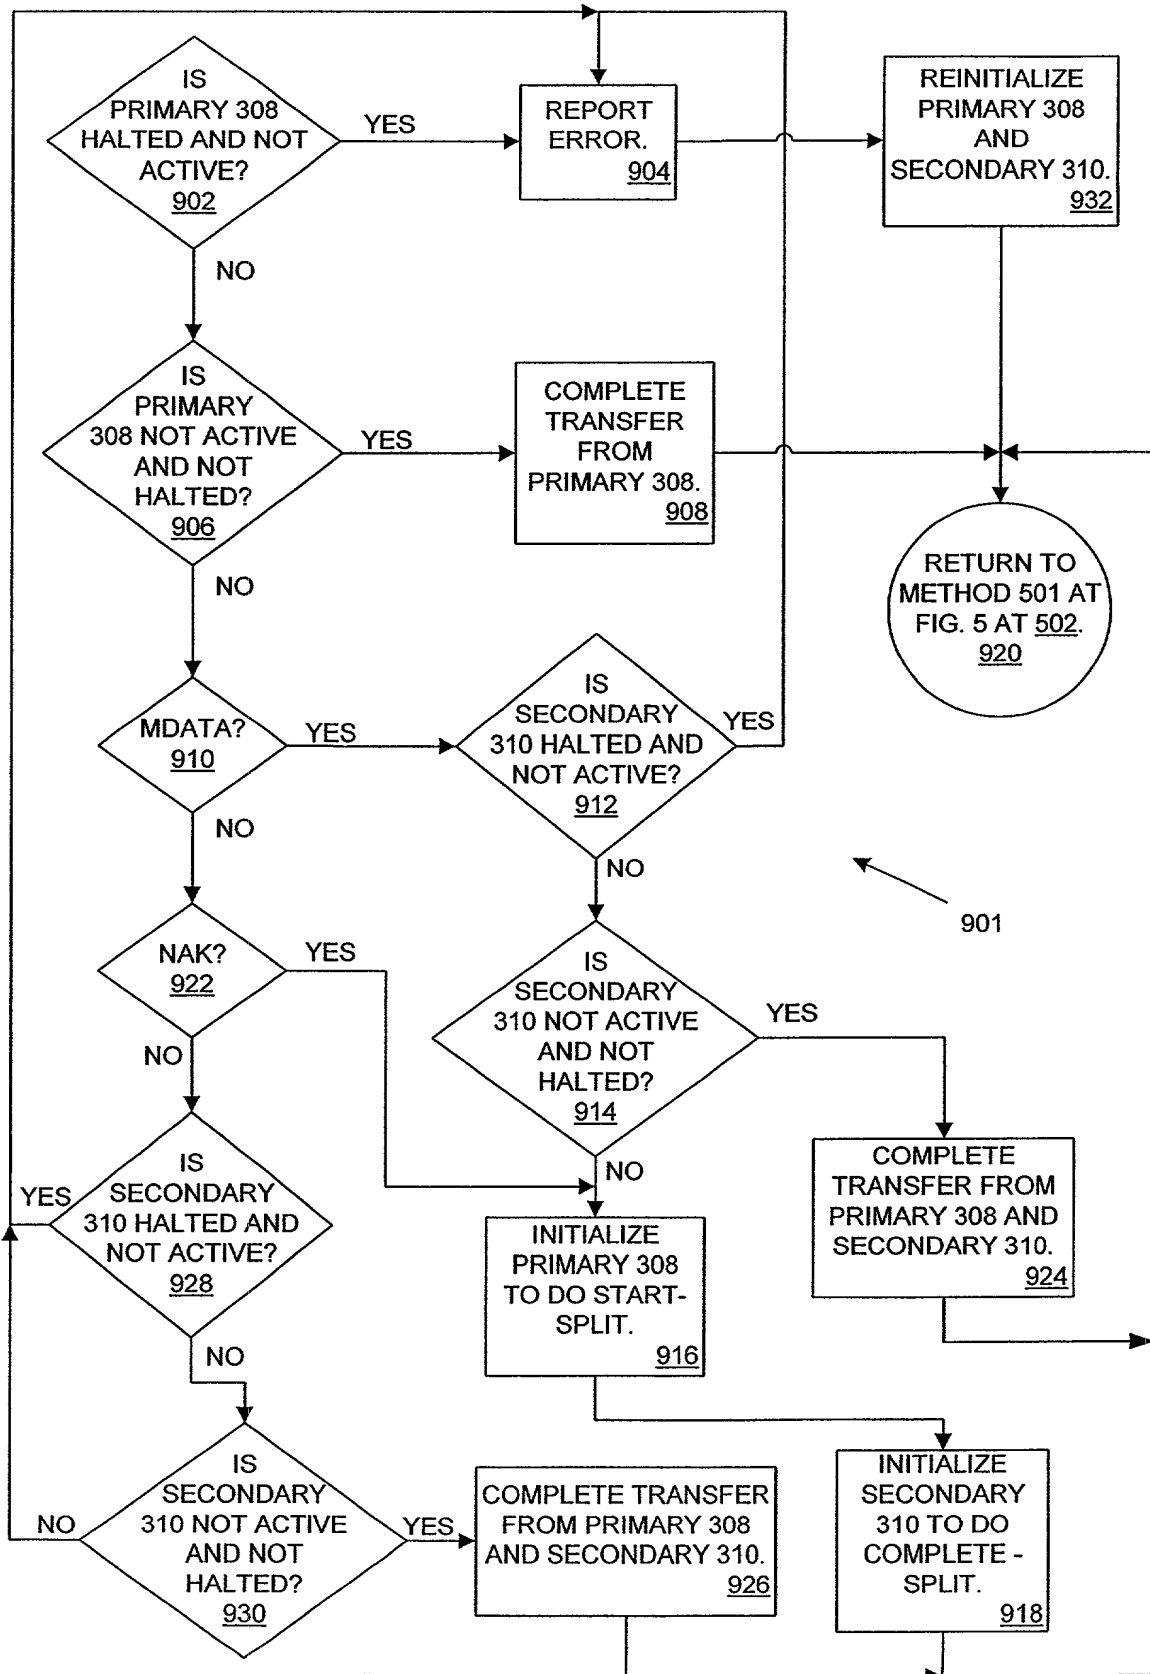 IS
PRIMARY 308
HALTED AND NOT
ACTIVE?
902
YES
NO
REPORT
ERROR.
904
REINITIALIZE
PRIMARY 308
AND
SECONDARY 310.
932
IS
PRIMARY
308 NOT ACTIVE
AND NOT
HALTED?
906
YES
NO
COMPLETE
TRANSFER
FROM
PRIMARY 308.
908
RETURN TO
METHOD 501 AT
FIG. 5 AT 502.
920
MDATA?
910
YES
NO
IS
SECONDARY
310 HALTED AND
NOT ACTIVE?
912
YES
NO
901
NAK?
922
YES
NO
IS
SECONDARY
310 NOT ACTIVE
AND NOT
HALTED?
914
YES
NO
COMPLETE
TRANSFER FROM
PRIMARY 308 AND
SECONDARY 310.
924
IS
SECONDARY
310 HALTED AND
NOT ACTIVE?
928
YES
NO
INITIALIZE
PRIMARY 308
TO DO START-
SPLIT.
916
IS
SECONDARY
310 NOT ACTIVE
AND NOT
HALTED?
930
NO
YES
COMPLETE TRANSFER
FROM PRIMARY 308
AND SECONDARY 310.
926
INITIALIZE
SECONDARY
310 TO DO
COMPLETE -
SPLIT.
918